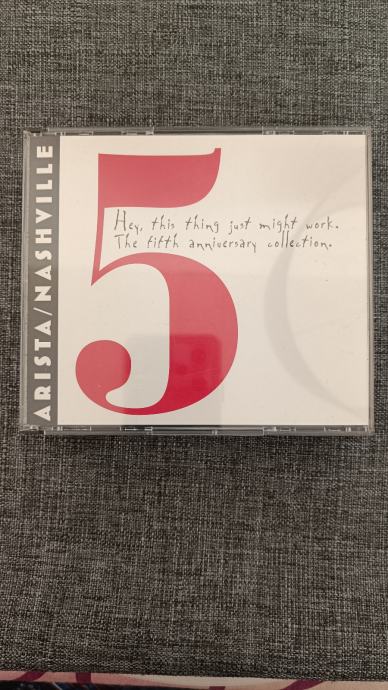 ARISTA/NASHVILLE
5
Hey, this thing just might work.
The fifth anniversary collection.